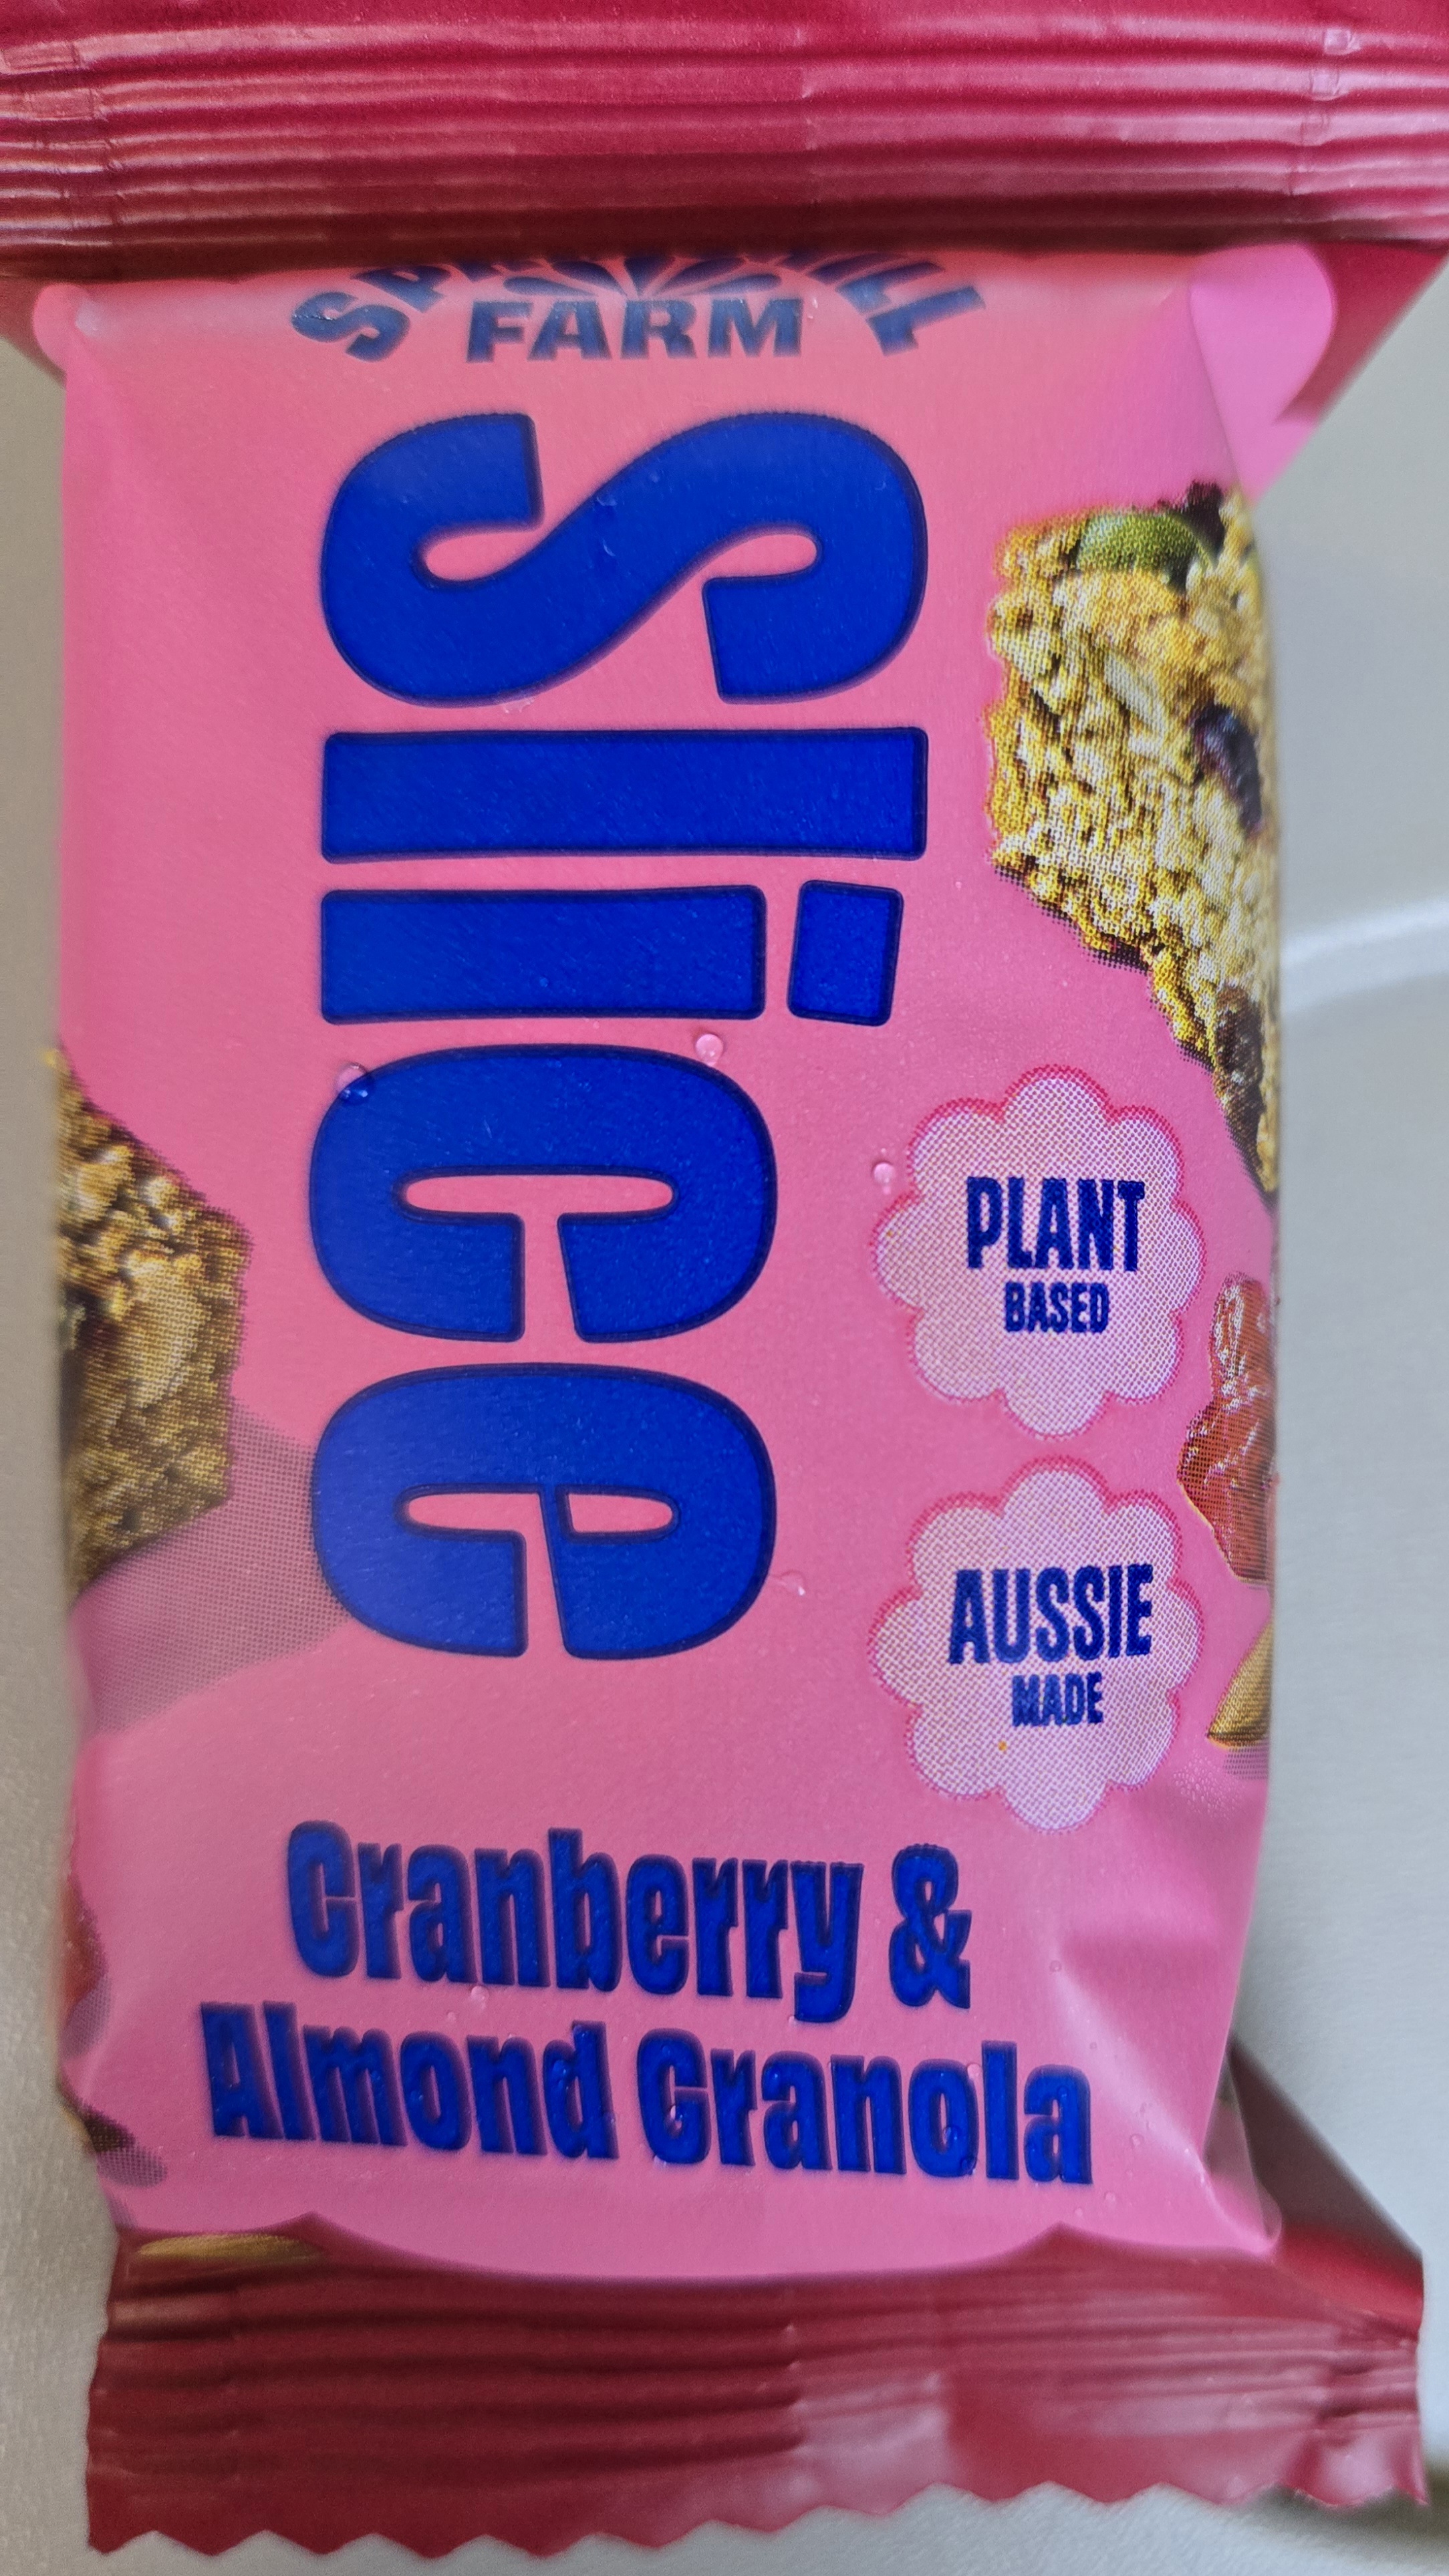 FARM
Slice
PLANT
BASED
AUSSIE
MADE
Cranberry &
Almond Granola